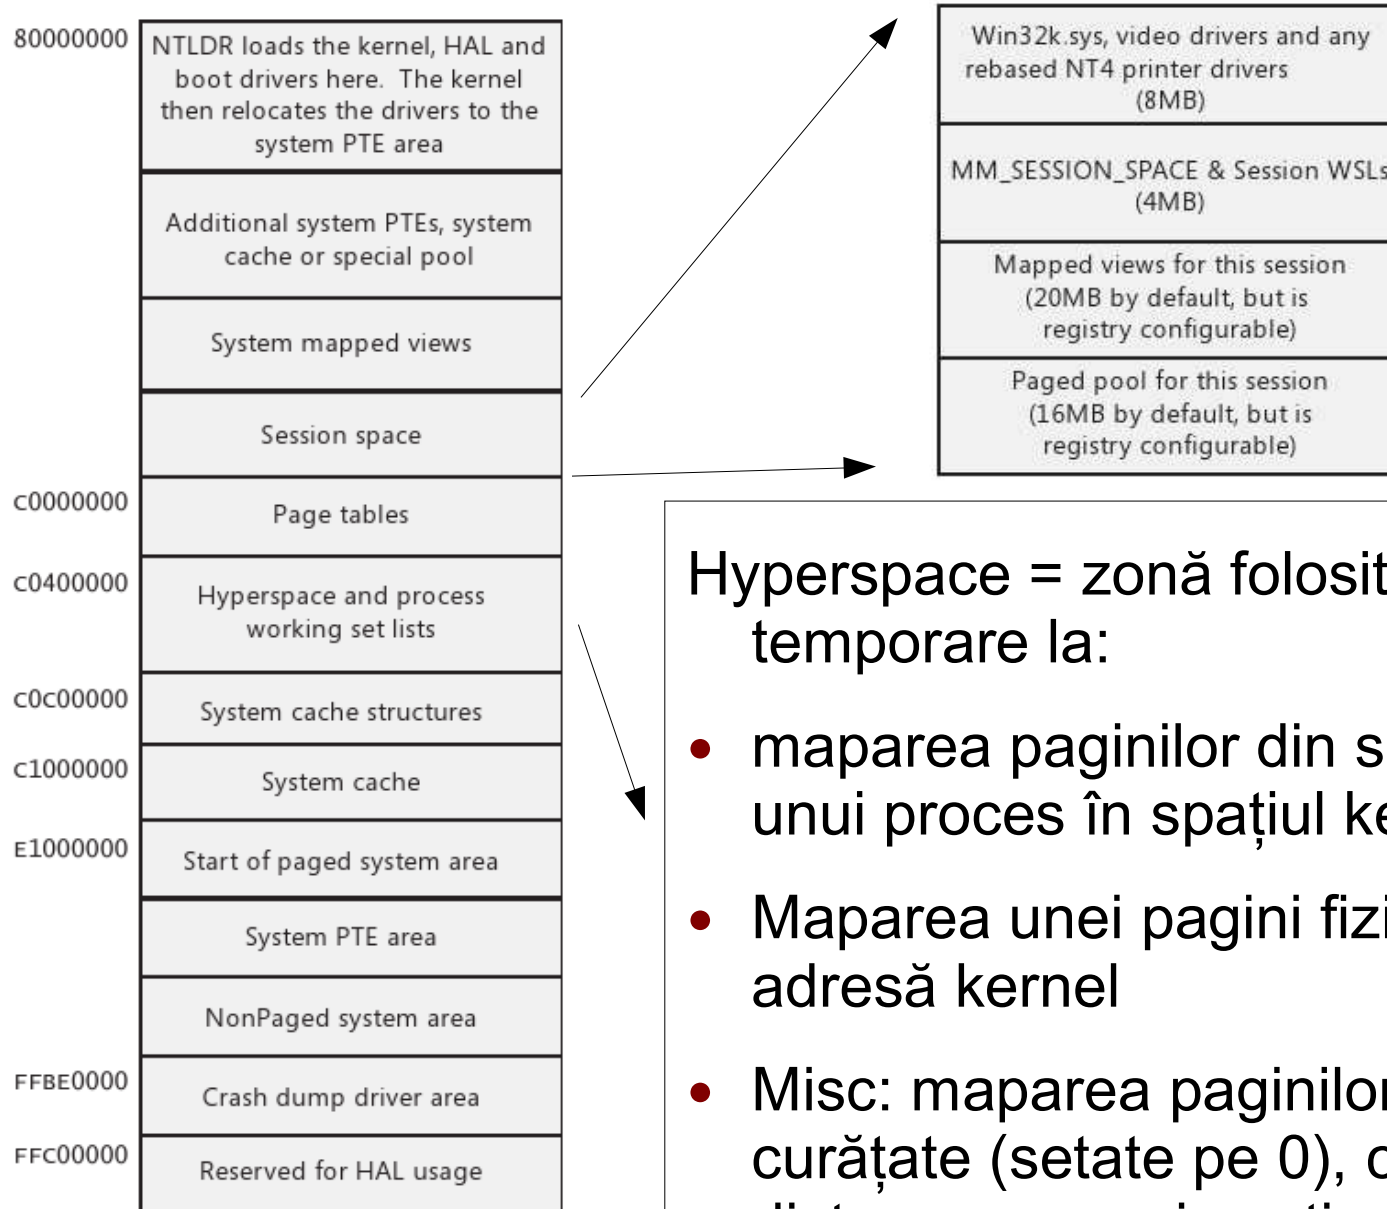 80000000
NTLDR loads the kernel, HAL and
boot drivers here. The kernel
then relocates the drivers to the
system PTE area
Additional system PTEs, system
cache or special pool
System mapped views
Session space
C0000000
Page tables
C0400000
Hyperspace and process
working set lists
C0C00000
System cache structures
C1000000
System cache
E1000000
Start of paged system area
System PTE area
NonPaged system area
FFBE0000
Crash dump driver area
FFC00000
Reserved for HAL usage
Win32k.sys, video drivers and any
rebased NT4 printer drivers
(8MB)
MM_SESSION_SPACE & Session WSLs
(4MB)
Mapped views for this session
(20MB by default, but is
registry configurable)
Paged pool for this session
(16MB by default, but is
registry configurable)
Hyperspace = zonă folosit
temporare la:
• maparea paginilor din s
unui proces în spațiul ke
• Maparea unei pagini fizi
adresă kernel
• Misc: maparea paginilor
curățate (setate pe 0),